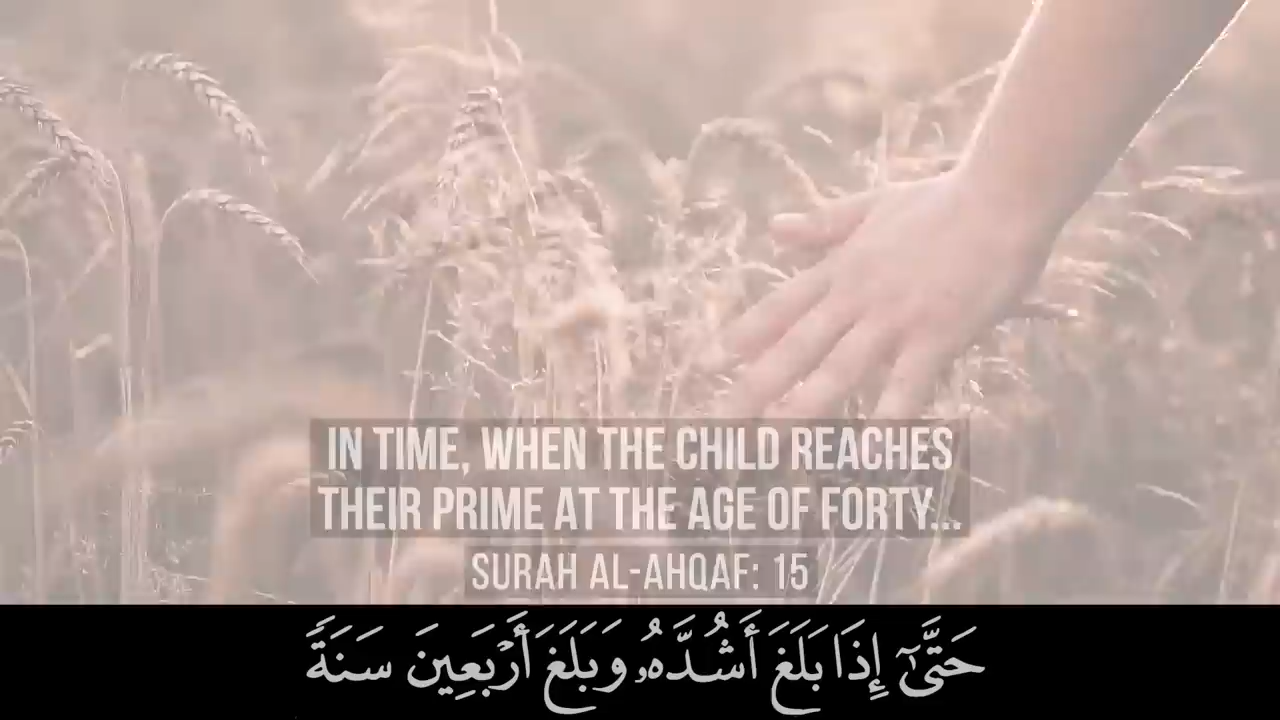 IN TIME, WHEN THE CHILD REACHES
THEIR PRIME AT THE AGE OF FORTY...
SURAH AL-AHQAF: 15
حَتَّىٰٓ إِذَا بَلَغَ أَشُدَّهُۥ وَبَلَغَ أَرْبَعِينَ سَنَةً